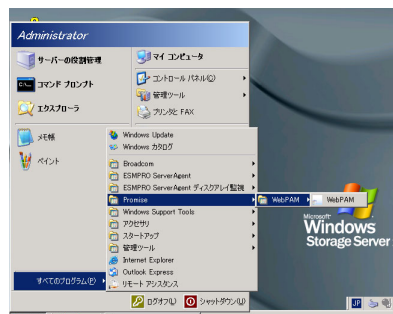 Administrator
サーバーの役割管理
マイ コンピュータ
コマンド プロンプト
コントロール パネル(C)
管理ツール
エクスプローラ
プリンタと FAX
メモ帳
Windows Update
Windows カタログ
ペイント
Broadcom
ESMPRO ServerAgent
ESMPRO ServerAgent ディスクアレイ監視
Promise
WebPAM
WebPAM
Windows Support Tools
アクセサリ
スタートアップ
管理ツール
Internet Explorer
Outlook Express
リモート アシスタンス
Microsoft
Windows
Storage Server
すべてのプログラム(P)
ログオフ(L)
シャットダウン(U)
JP